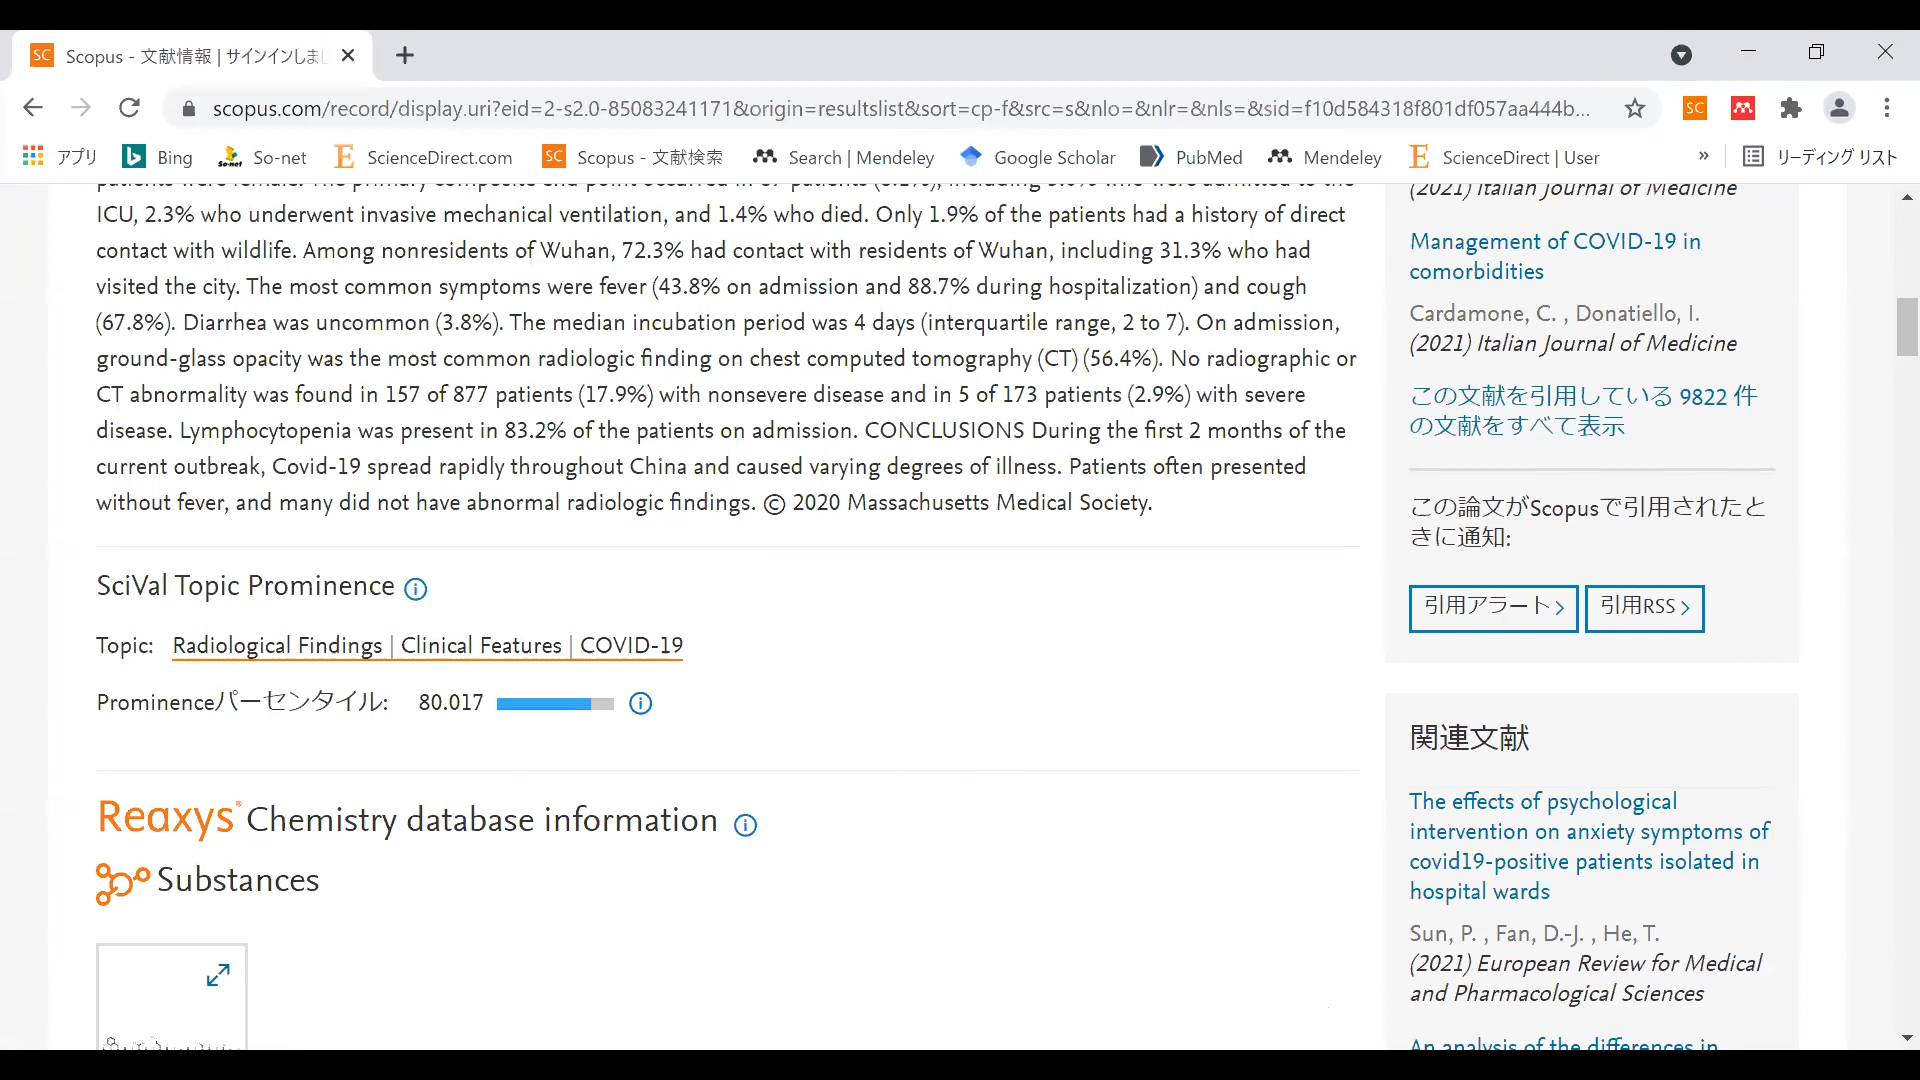 Scopus - 文献情報 | サインインしまし
scopus.com/record/display.uri?eid=2-s2.0-85083241171&origin=resultslist&sort=cp-f&src=s&nlo=&nlr=&nls=&sid=f10d584318f801df057aa444b...
アプリ Bing So-net ScienceDirect.com Scopus - 文献検索 Search | Mendeley Google Scholar PubMed Mendeley ScienceDirect | User » リーディング リスト
ICU, 2.3% who underwent invasive mechanical ventilation, and 1.4% who died. Only 1.9% of the patients had a history of direct
contact with wildlife. Among nonresidents of Wuhan, 72.3% had contact with residents of Wuhan, including 31.3% who had
visited the city. The most common symptoms were fever (43.8% on admission and 88.7% during hospitalization) and cough
(67.8%). Diarrhea was uncommon (3.8%). The median incubation period was 4 days (interquartile range, 2 to 7). On admission,
ground-glass opacity was the most common radiologic finding on chest computed tomography (CT) (56.4%). No radiographic or
CT abnormality was found in 157 of 877 patients (17.9%) with nonsevere disease and in 5 of 173 patients (2.9%) with severe
disease. Lymphocytopenia was present in 83.2% of the patients on admission. CONCLUSIONS During the first 2 months of the
current outbreak, Covid-19 spread rapidly throughout China and caused varying degrees of illness. Patients often presented
without fever, and many did not have abnormal radiologic findings. © 2020 Massachusetts Medical Society.
SciVal Topic Prominence
Topic: Radiological Findings | Clinical Features | COVID-19
Prominenceパーセンタイル: 80.017
Reaxys® Chemistry database information
Substances
(2021) Italian Journal of Medicine
Management of COVID-19 in
comorbidities
Cardamone, C. , Donatiello, I.
(2021) Italian Journal of Medicine
この文献を引用している 9822 件
の文献をすべて表示
この論文がScopusで引用されたと
きに通知:
引用アラート 引用RSS
関連文献
The effects of psychological
intervention on anxiety symptoms of
covid19-positive patients isolated in
hospital wards
Sun, P. , Fan, D.-J. , He, T.
(2021) European Review for Medical
and Pharmacological Sciences
An analysis of the differences in